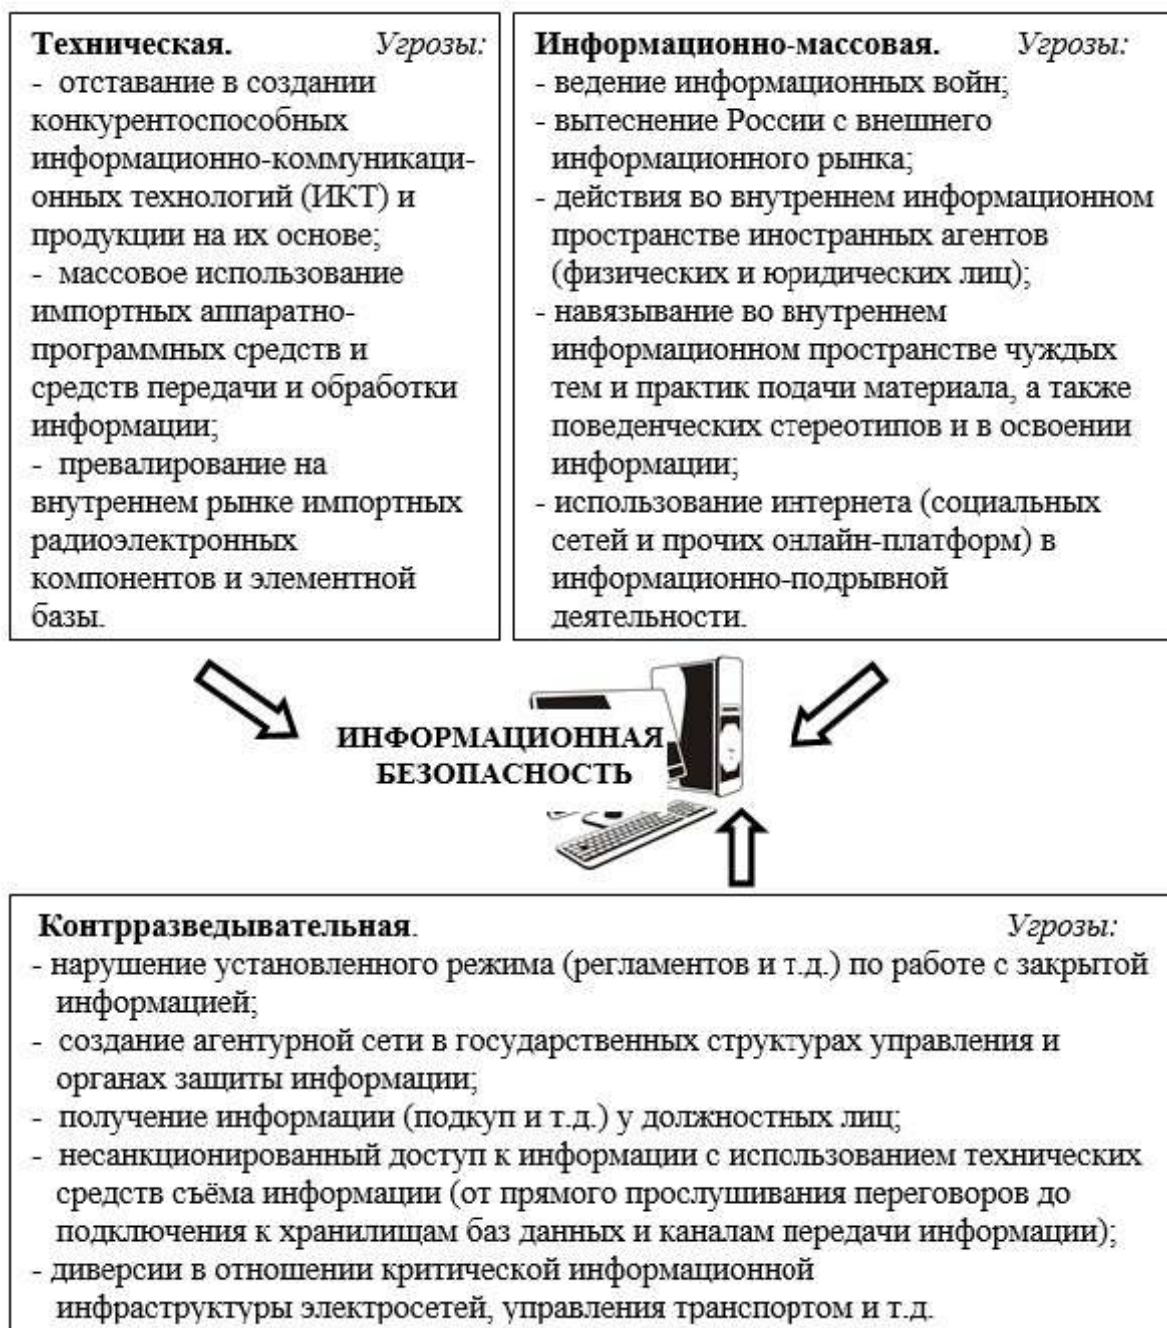 Техническая. Угрозы:
- отставание в создании
конкурентоспособных
информационно-коммуникаци-
онных технологий (ИКТ) и
продукции на их основе;
- массовое использование
импортных аппаратно-
программных средств и
средств передачи и обработки
информации;
- превалирование на
внутреннем рынке импортных
радиоэлектронных
компонентов и элементной
базы.
Информационно-массовая. Угрозы:
- ведение информационных войн;
- вытеснение России с внешнего
информационного рынка;
- действия во внутреннем информационном
пространстве иностранных агентов
(физических и юридических лиц);
- навязывание во внутреннем
информационном пространстве чуждых
тем и практик подачи материала, а также
поведенческих стереотипов и в освоении
информации;
- использование интернета (социальных
сетей и прочих онлайн-платформ) в
информационно-подрывной
деятельности.
ИНФОРМАЦИОННАЯ
БЕЗОПАСНОСТЬ
Контрразведывательная. Угрозы:
- нарушение установленного режима (регламентов и т.д.) по работе с закрытой
информацией;
- создание агентурной сети в государственных структурах управления и
органах защиты информации;
- получение информации (подкуп и т.д.) у должностных лиц;
- несанкционированный доступ к информации с использованием технических
средств съёма информации (от прямого прослушивания переговоров до
подключения к хранилищам баз данных и каналам передачи информации);
- диверсии в отношении критической информационной
инфраструктуры электросетей, управления транспортом и т.д.